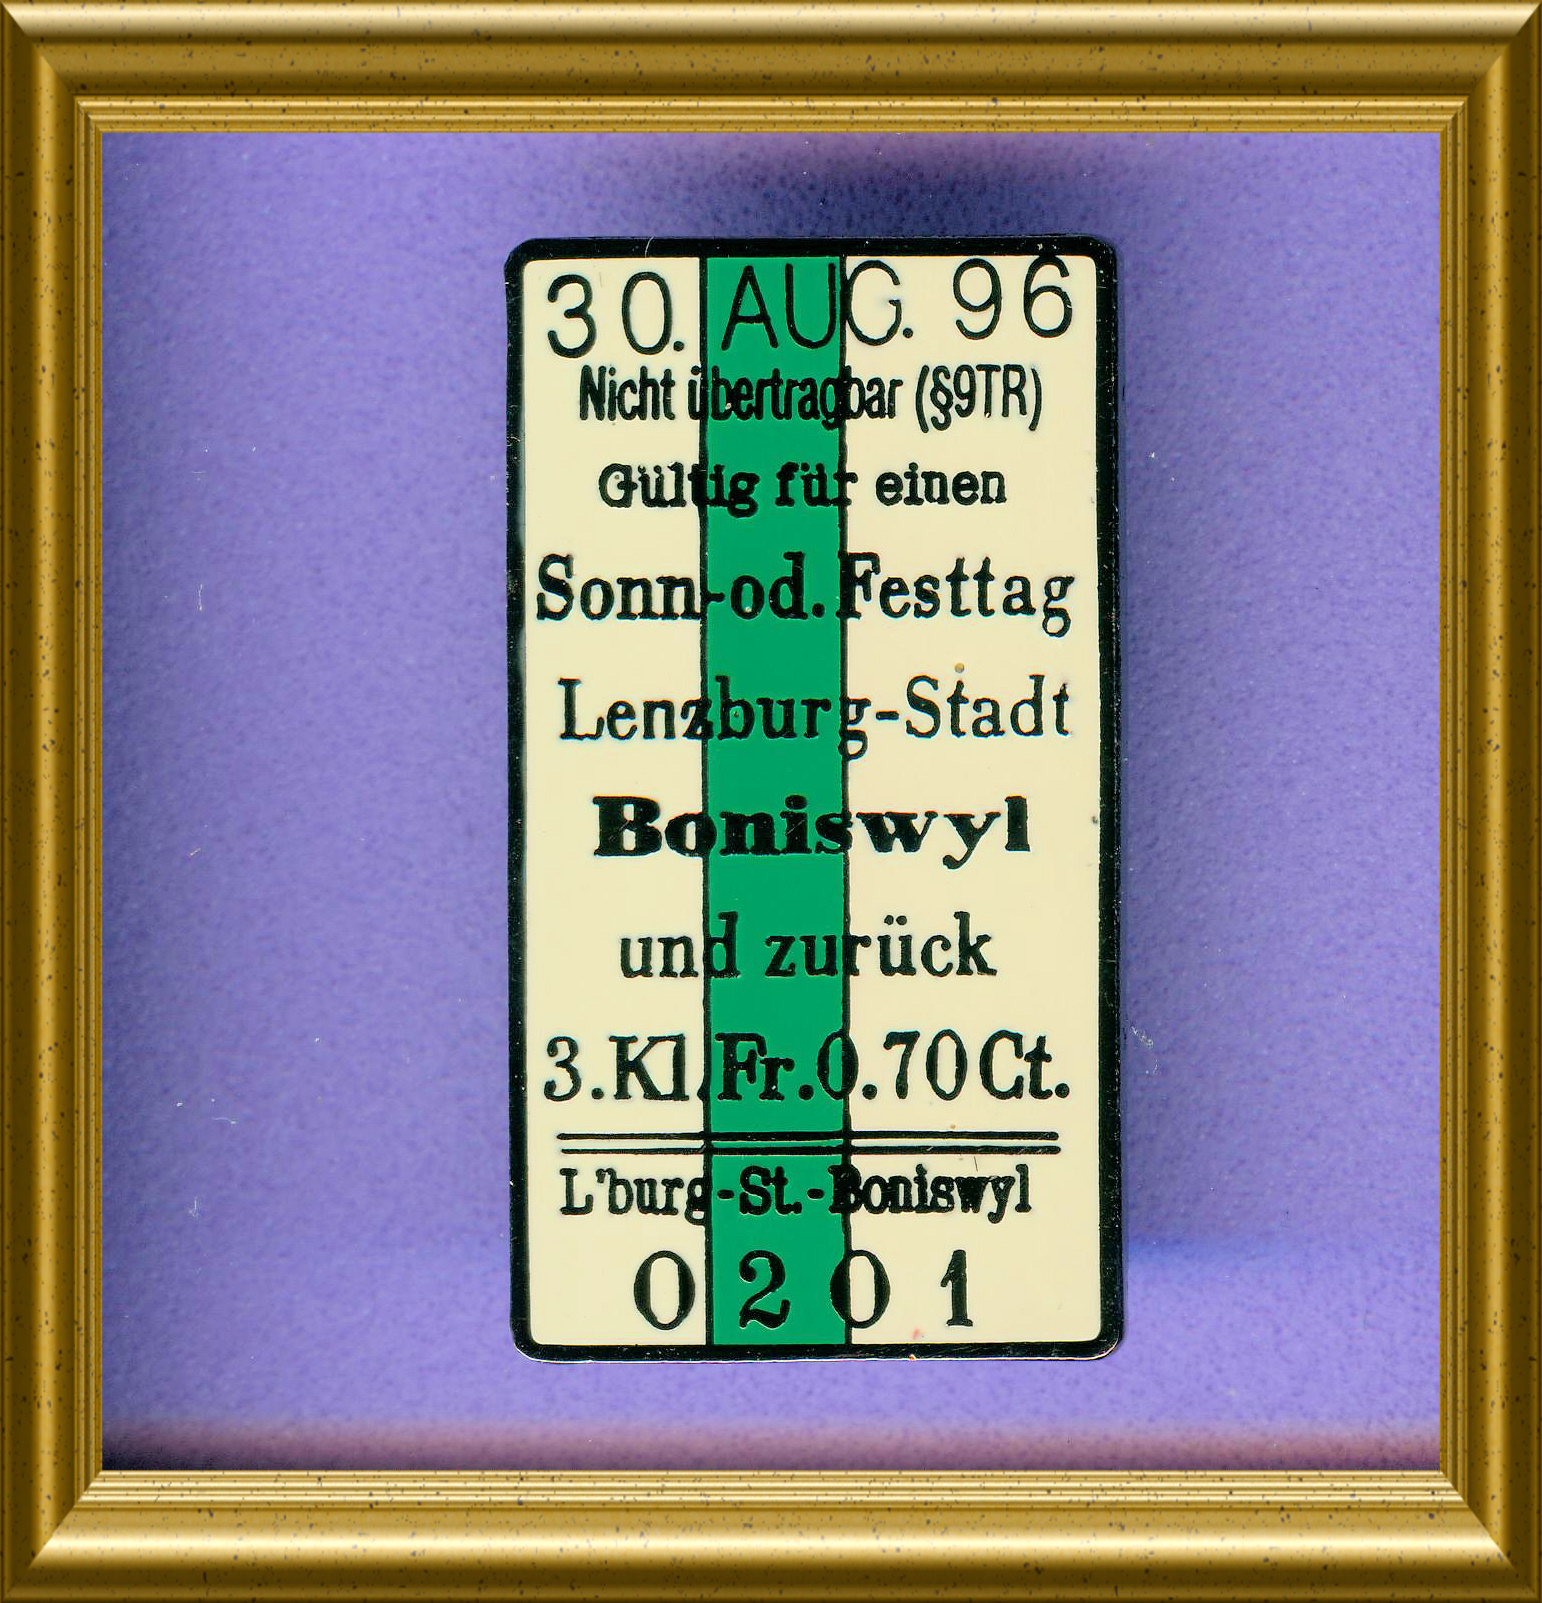 30. AUG. 96
Nicht übertragbar (§9TR)
Gültig für einen
Sonn-od. Festtag
Lenzburg-Stadt
Boniswyl
und zurück
3.Kl. Fr. 0.70 Ct.
L'burg-St.-Boniswyl
0201